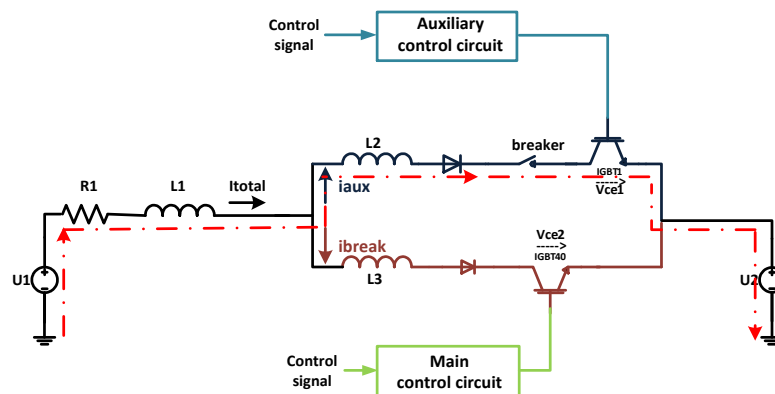 Control
signal
Auxiliary
control circuit
L2
breaker
IGBT1
---->
Vce1
R1
L1
Itotal
iaux
U1
ibreak
Vce2
---->
IGBT40
L3
U2
Control
signal
Main
control circuit